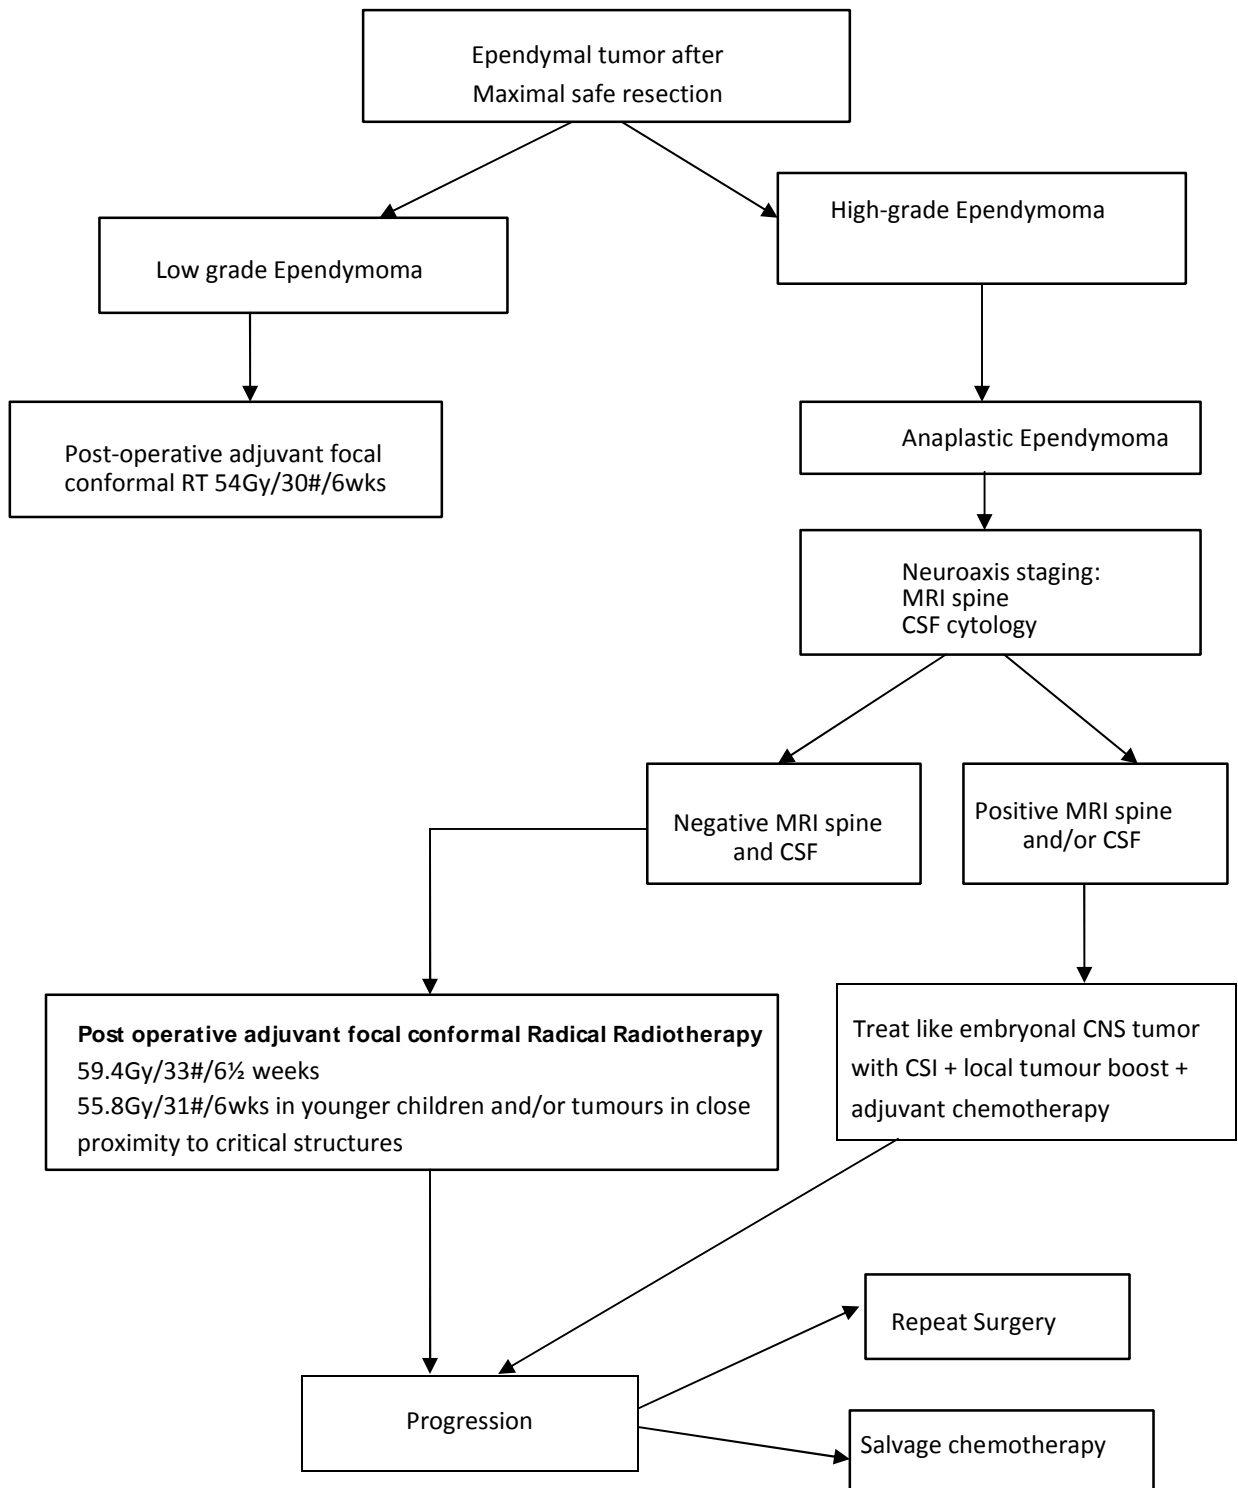 Ependymal tumor after
Maximal safe resection
High-grade Ependymoma
Low grade Ependymoma
Post-operative adjuvant focal
conformal RT 54Gy/30#/6wks
Anaplastic Ependymoma
Neuroaxis staging:
MRI spine
CSF cytology
Negative MRI spine
and CSF
Positive MRI spine
and/or CSF
Post operative adjuvant focal conformal Radical Radiotherapy
59.4Gy/33#/6½ weeks
55.8Gy/31#/6wks in younger children and/or tumours in close
proximity to critical structures
Treat like embryonal CNS tumor
with CSI + local tumour boost +
adjuvant chemotherapy
Repeat Surgery
Progression
Salvage chemotherapy